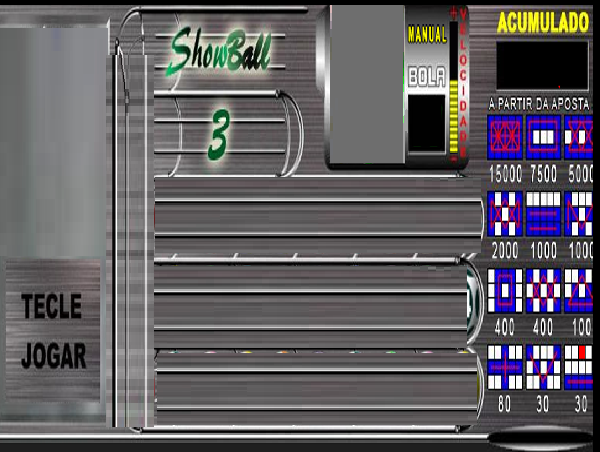 ShowBall
3
MANUAL
BOLA
VELOCIDADE
ACUMULADO
A PARTIR DA APOSTA
15000 7500 5000
2000 1000 1000
400 400 100
80 30 30
TECLE
JOGAR